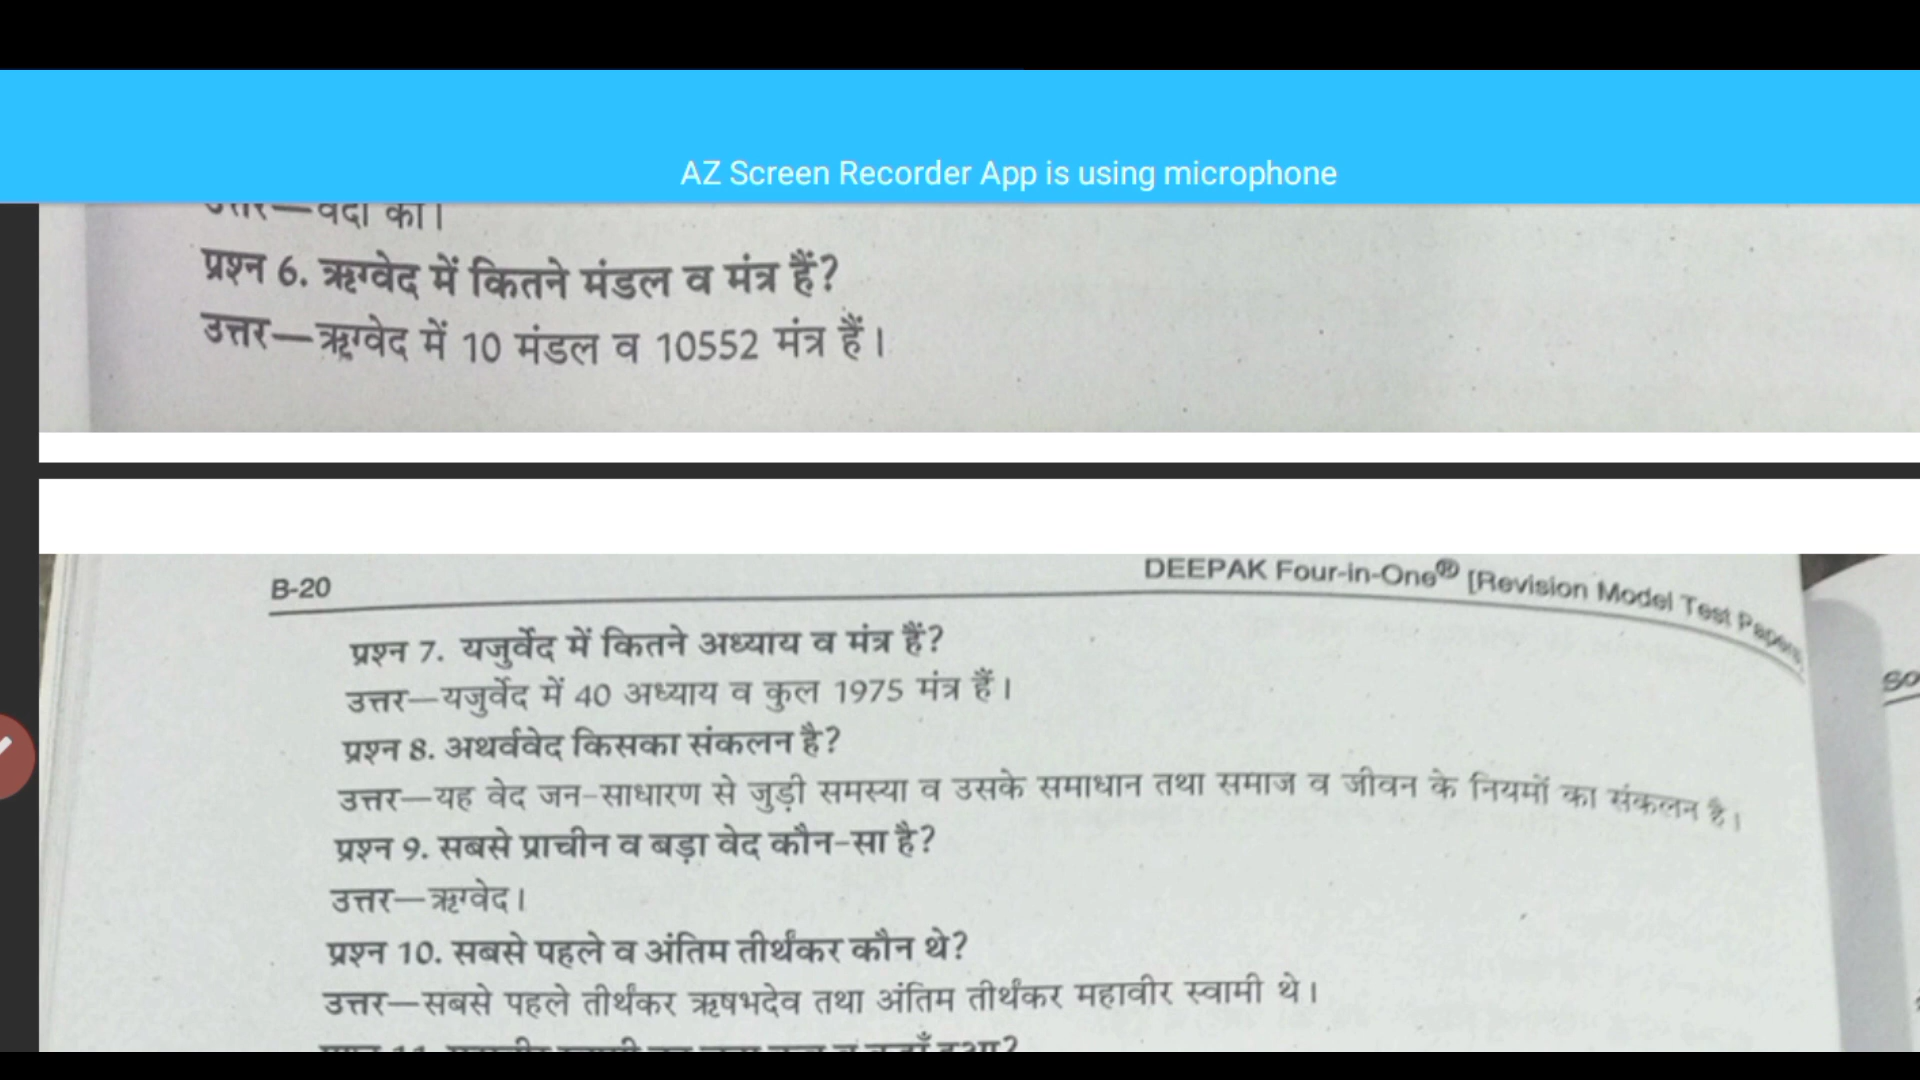 AZ Screen Recorder App is using microphone
उत्तर—वेदों का।
प्रश्न 6. ऋग्वेद में कितने मंडल व मंत्र हैं?
उत्तर—ऋग्वेद में 10 मंडल व 10552 मंत्र हैं।
B-20
DEEPAK Four-in-One® [Revision Model Test Papers
प्रश्न 7. यजुर्वेद में कितने अध्याय व मंत्र हैं?
उत्तर—यजुर्वेद में 40 अध्याय व कुल 1975 मंत्र हैं।
प्रश्न 8. अथर्ववेद किसका संकलन है?
उत्तर—यह वेद जन-साधारण से जुड़ी समस्या व उसके समाधान तथा समाज व जीवन के नियमों का संकलन है।
प्रश्न 9. सबसे प्राचीन व बड़ा वेद कौन-सा है?
उत्तर—ऋग्वेद।
प्रश्न 10. सबसे पहले व अंतिम तीर्थंकर कौन थे?
उत्तर—सबसे पहले तीर्थंकर ऋषभदेव तथा अंतिम तीर्थंकर महावीर स्वामी थे।